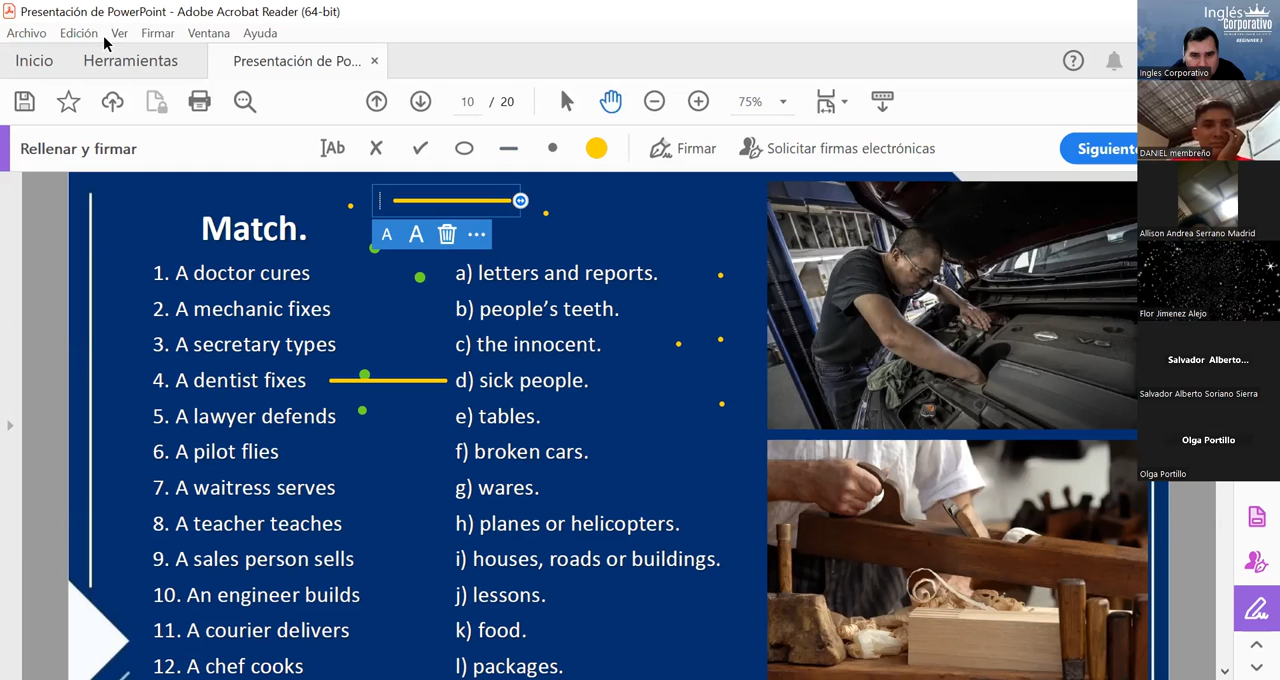 Presentación de PowerPoint - Adobe Acrobat Reader (64-bit)
Archivo Edición Ver Firmar Ventana Ayuda
Inicio Herramientas Presentación de Po... ×
10 / 20 75%
Rellenar y firmar Ab Firmar Solicitar firmas electrónicas Siguiente
A A
Match.
1. A doctor cures
2. A mechanic fixes
3. A secretary types
4. A dentist fixes
5. A lawyer defends
6. A pilot flies
7. A waitress serves
8. A teacher teaches
9. A sales person sells
10. An engineer builds
11. A courier delivers
12. A chef cooks
a) letters and reports.
b) people’s teeth.
c) the innocent.
d) sick people.
e) tables.
f) broken cars.
g) wares.
h) planes or helicopters.
i) houses, roads or buildings.
j) lessons.
k) food.
l) packages.
Inglés
Corporativo
BEGINNER 3
Ingles Corporativo
DANIEL membreño
Allison Andrea Serrano Madrid
Flor Jimenez Alejo
Salvador Alberto...
Salvador Alberto Soriano Sierra
Olga Portillo
Olga Portillo